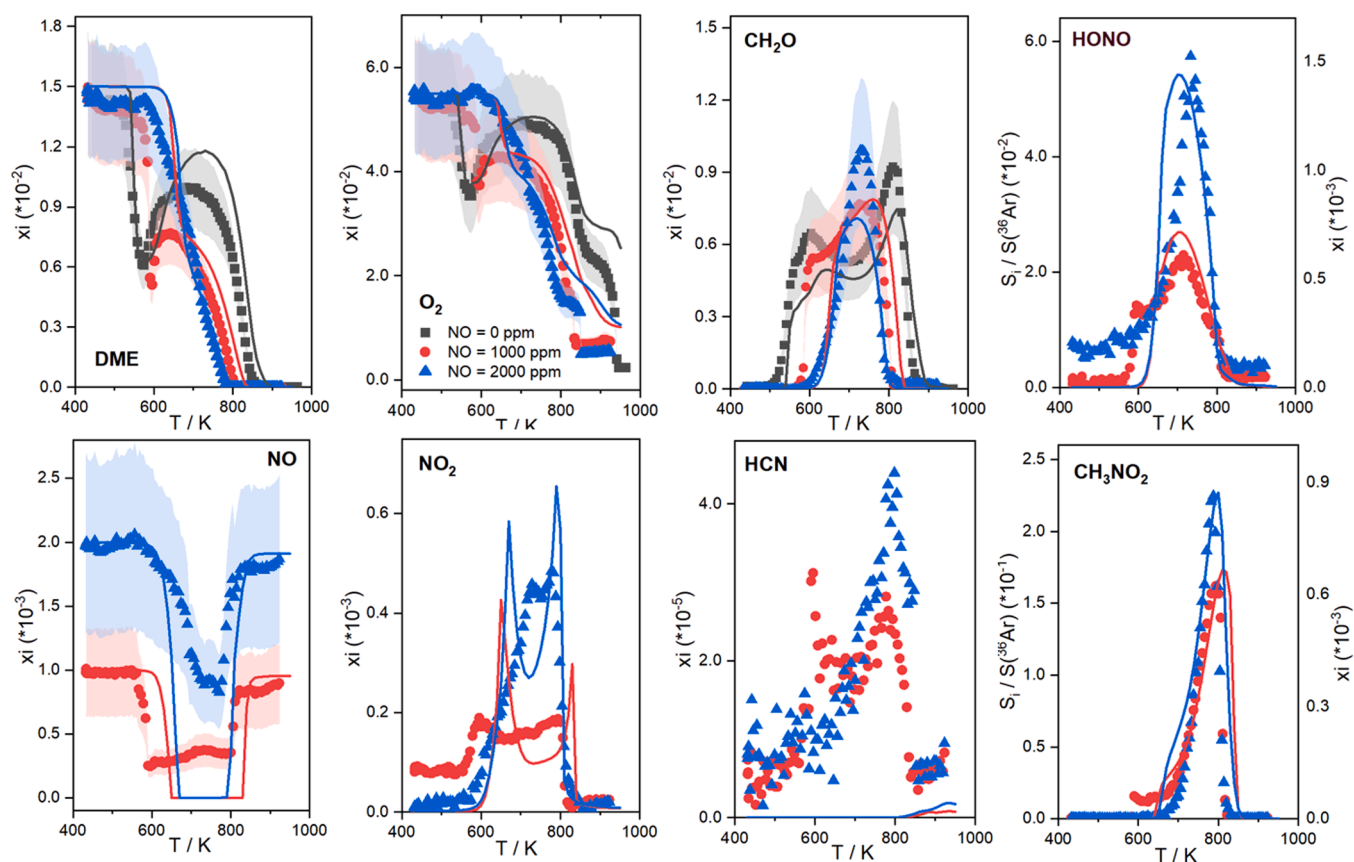 1.8
1.5
1.2
0.9
0.6
0.3
0.0
xi (*10⁻²)
DME
400 600 800 1000
T / K
6.0
4.0
2.0
0.0
xi (*10⁻²)
O₂
NO = 0 ppm
NO = 1000 ppm
NO = 2000 ppm
400 600 800 1000
T / K
CH₂O
1.5
1.2
0.9
0.6
0.3
0.0
xi (*10⁻²)
400 600 800 1000
T / K
HONO
6.0
4.0
2.0
0.0
Sᵢ / S(³⁶Ar) (*10⁻²)
1.5
1.0
0.5
0.0
xi (*10⁻³)
400 600 800 1000
T / K
NO
2.5
2.0
1.5
1.0
0.5
0.0
xi (*10⁻³)
400 600 800 1000
T / K
NO₂
0.6
0.4
0.2
0.0
xi (*10⁻³)
400 600 800 1000
T / K
HCN
4.0
2.0
0.0
xi (*10⁻⁵)
400 600 800 1000
T / K
CH₃NO₂
2.5
2.0
1.5
1.0
0.5
0.0
Sᵢ / S(³⁶Ar) (*10⁻¹)
0.9
0.6
0.3
0.0
xi (*10⁻³)
400 600 800 1000
T / K